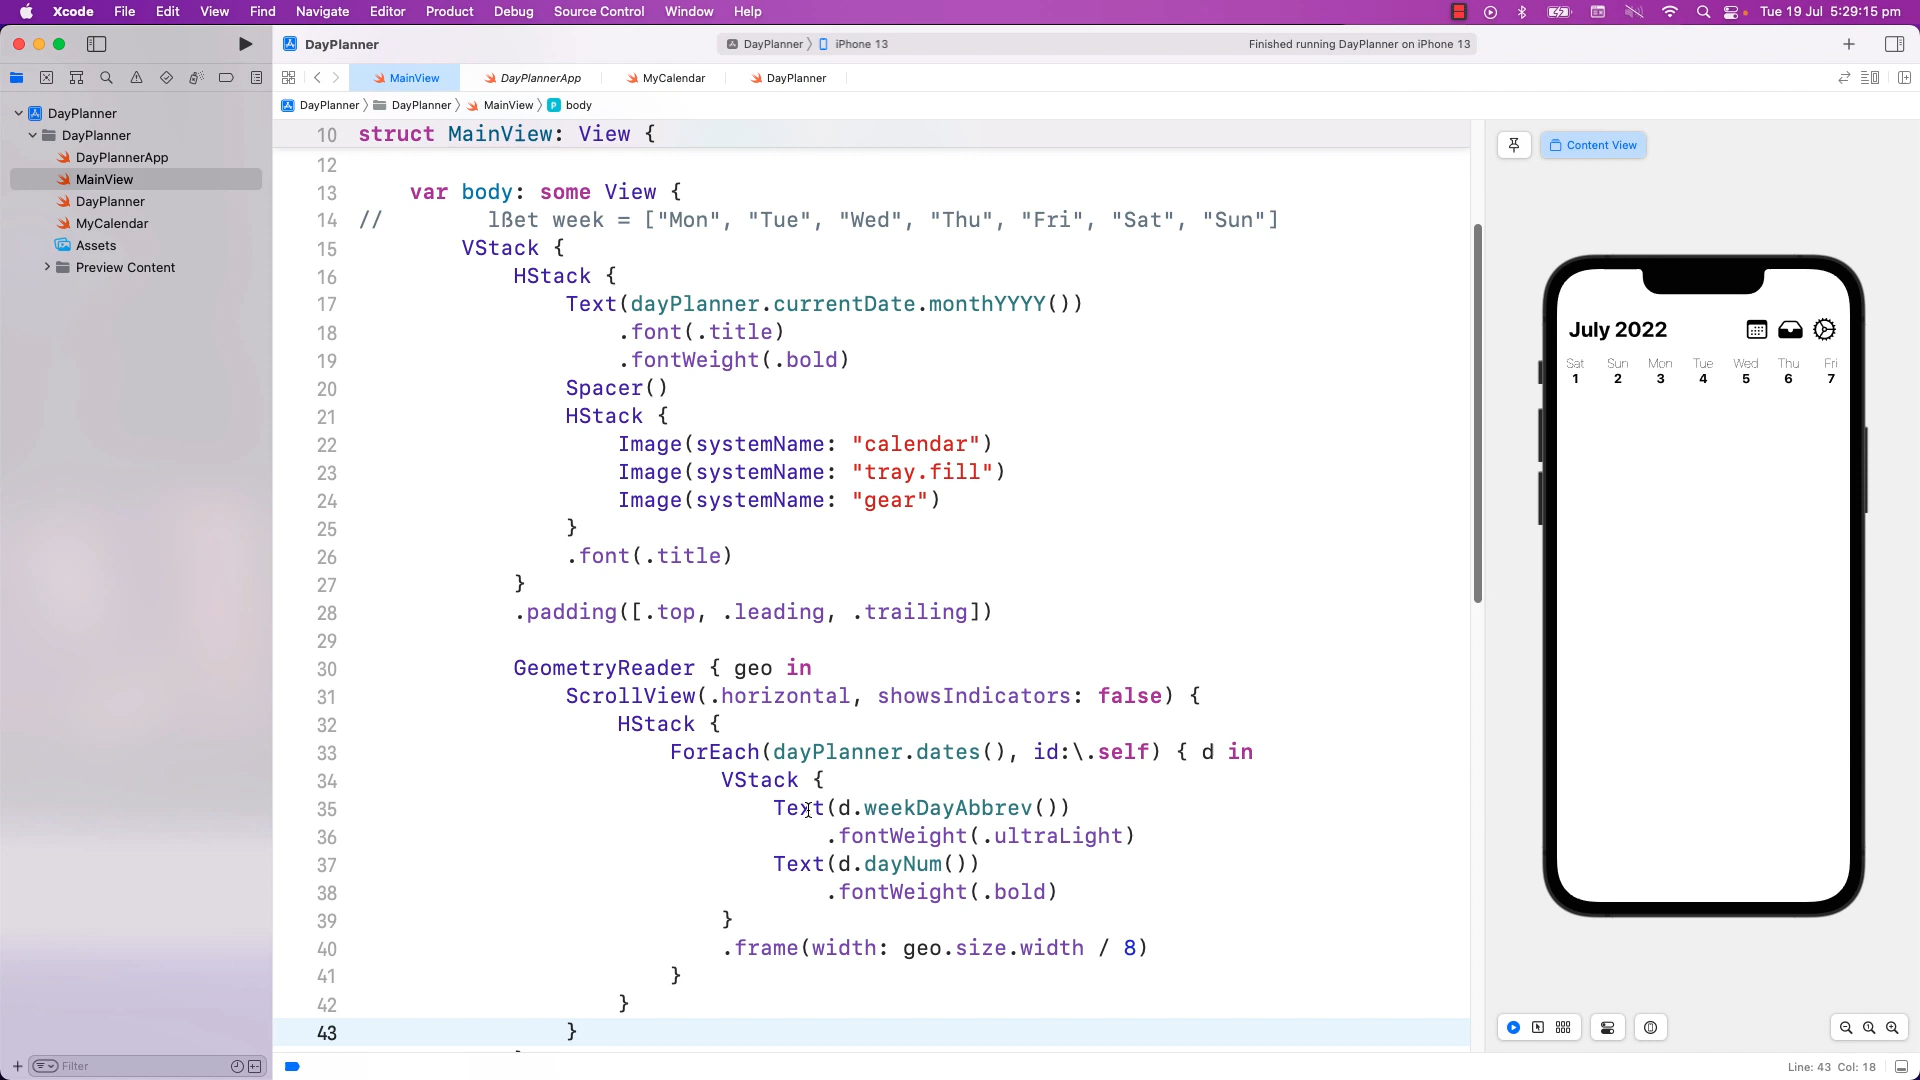 Xcode File Edit View Find Navigate Editor Product Debug Source Control Window Help Tue 19 Jul 5:29:15 pm
DayPlanner DayPlanner iPhone 13 Finished running DayPlanner on iPhone 13
MainView DayPlannerApp MyCalendar DayPlanner
DayPlanner DayPlanner MainView P body
DayPlanner
DayPlanner
DayPlannerApp
MainView
DayPlanner
MyCalendar
Assets
Preview Content
Filter
10 struct MainView: View {
12
13 var body: some View {
14 // lßet week = ["Mon", "Tue", "Wed", "Thu", "Fri", "Sat", "Sun"]
15 VStack {
16 HStack {
17 Text(dayPlanner.currentDate.monthYYYY())
18 .font(.title)
19 .fontWeight(.bold)
20 Spacer()
21 HStack {
22 Image(systemName: "calendar")
23 Image(systemName: "tray.fill")
24 Image(systemName: "gear")
25 }
26 .font(.title)
27 }
28 .padding([.top, .leading, .trailing])
29
30 GeometryReader { geo in
31 ScrollView(.horizontal, showsIndicators: false) {
32 HStack {
33 ForEach(dayPlanner.dates(), id:\.self) { d in
34 VStack {
35 Text(d.weekDayAbbrev())
36 .fontWeight(.ultraLight)
37 Text(d.dayNum())
38 .fontWeight(.bold)
39 }
40 .frame(width: geo.size.width / 8)
41 }
42 }
43 }
Content View
July 2022
Sat Sun Mon Tue Wed Thu Fri
1 2 3 4 5 6 7
Line: 43 Col: 18